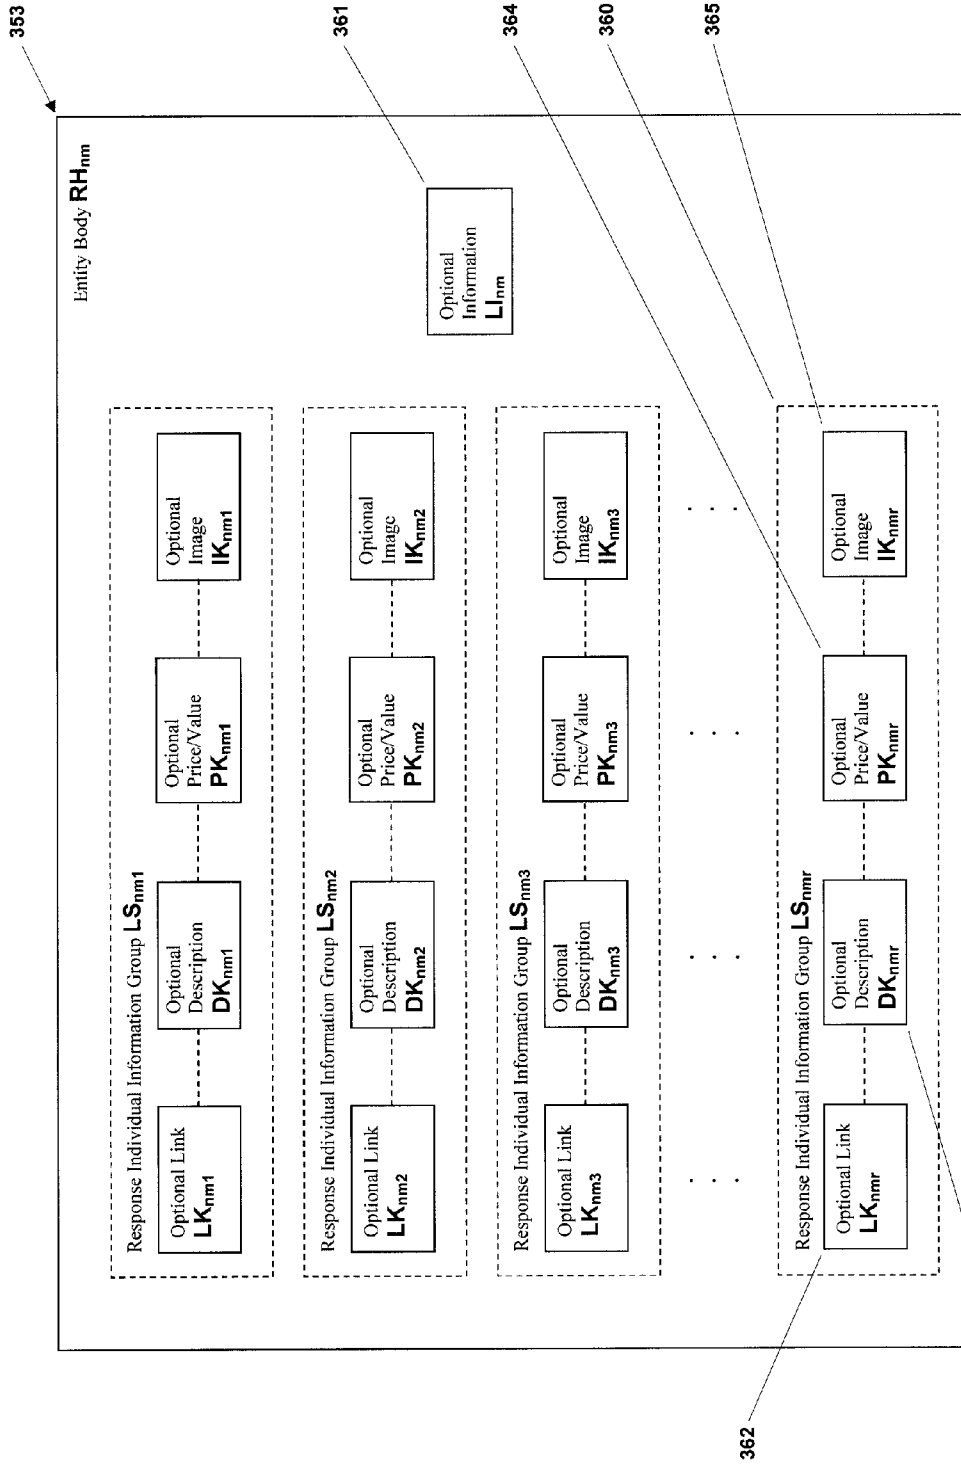 353
361
364
360
365
Entity Body RHnm
Optional
Information
LInm
Response Individual Information Group LSnm1
Optional Link
LKnm1
Optional
Description
DKnm1
Optional
Price/Value
PKnm1
Optional
Image
IKnm1
Response Individual Information Group LSnm2
Optional Link
LKnm2
Optional
Description
DKnm2
Optional
Price/Value
PKnm2
Optional
Image
IKnm2
Response Individual Information Group LSnm3
Optional Link
LKnm3
Optional
Description
DKnm3
Optional
Price/Value
PKnm3
Optional
Image
IKnm3
. . .
. . .
. . .
. . .
Response Individual Information Group LSnmr
Optional Link
LKnmr
Optional
Description
DKnmr
Optional
Price/Value
PKnmr
Optional
Image
IKnmr
362